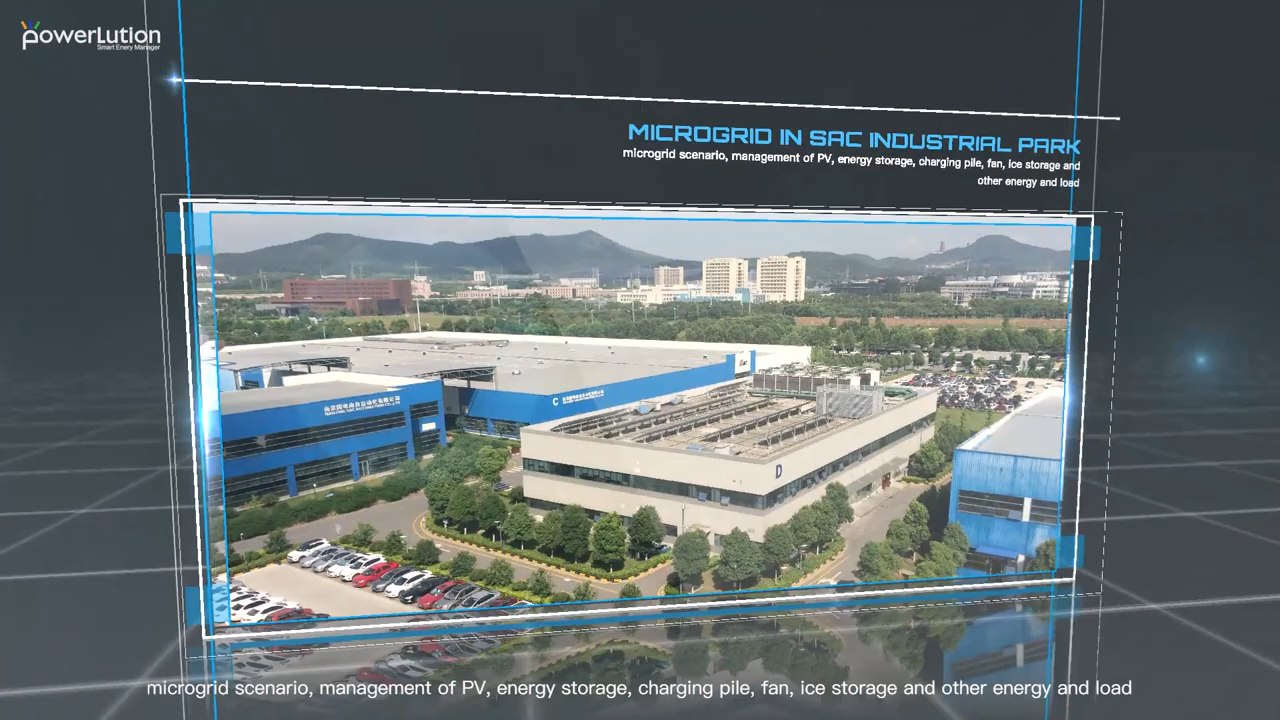 powerLution
Smart Enery Manager
MICROGRID IN SAC INDUSTRIAL PARK
microgrid scenario, management of PV, energy storage, charging pile, fan, ice storage and
other energy and load
C
D
microgrid scenario, management of PV, energy storage, charging pile, fan, ice storage and other energy and load